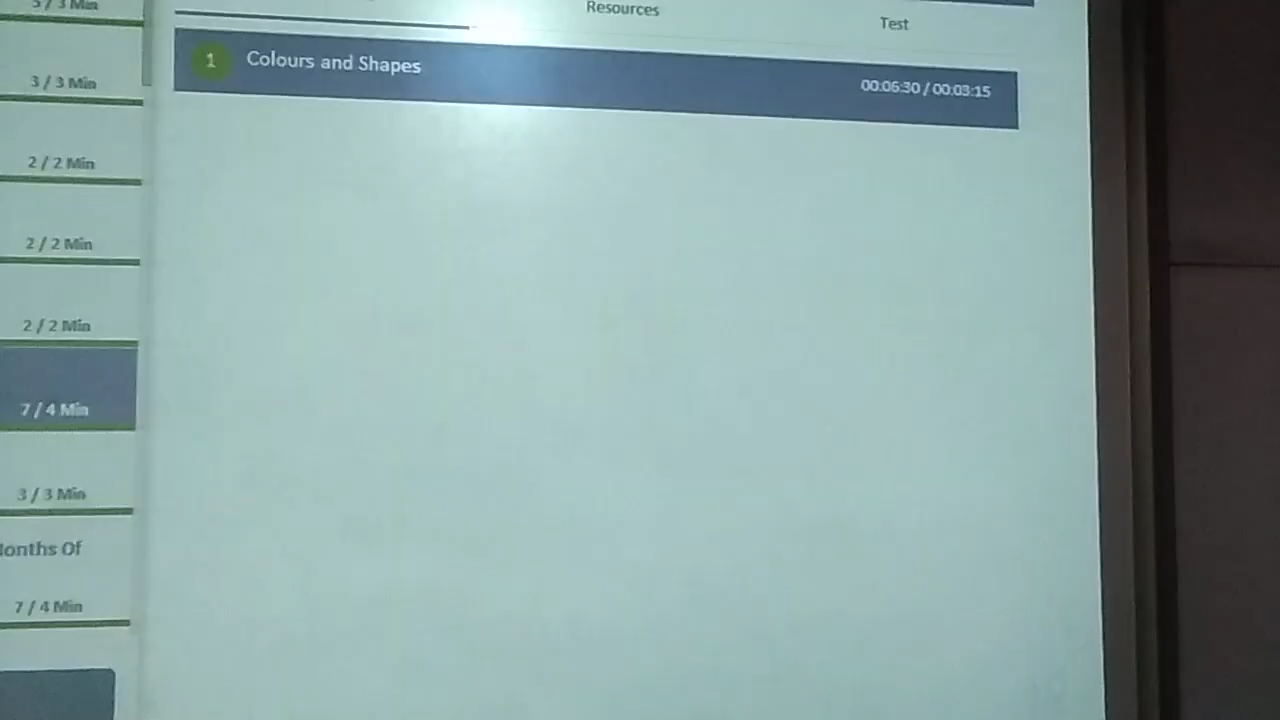 Resources
Test
1 Colours and Shapes 00:06:30 / 00:03:15
3 / 3 Min
2 / 2 Min
2 / 2 Min
2 / 2 Min
7 / 4 Min
3 / 3 Min
Months Of
7 / 4 Min